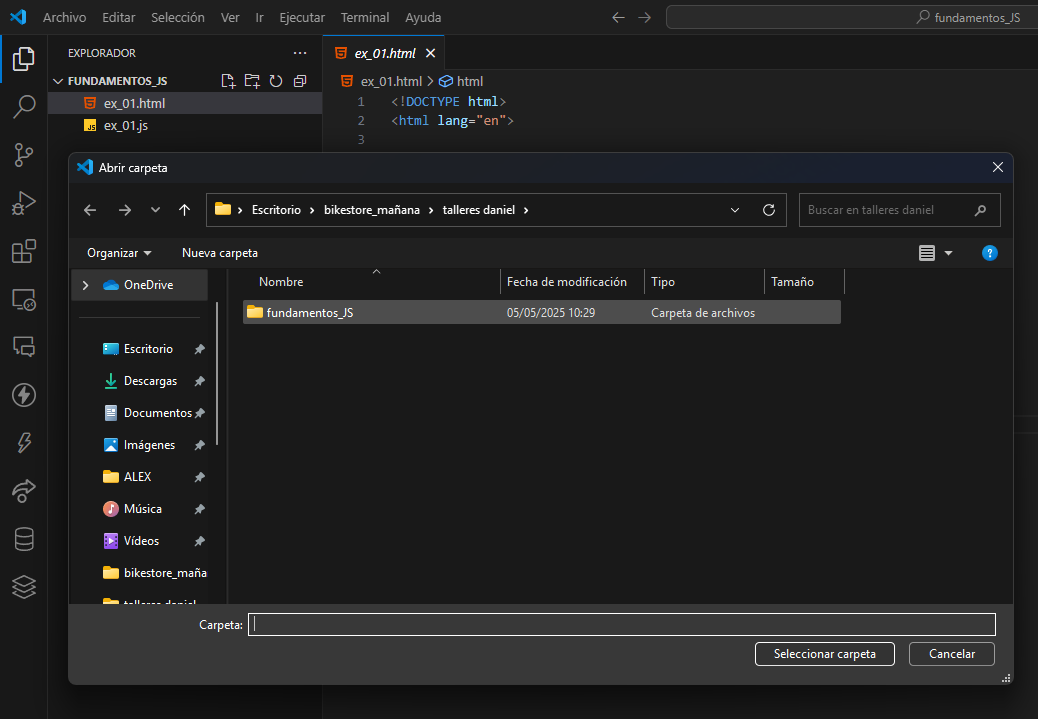 Archivo Editar Selección Ver Ir Ejecutar Terminal Ayuda fundamentos_JS
EXPLORADOR
FUNDAMENTOS_JS
ex_01.html
JS ex_01.js
ex_01.html
ex_01.html > html
1 <!DOCTYPE html>
2 <html lang="en">
3
Abrir carpeta
Escritorio > bikestore_mañana > talleres daniel >
Buscar en talleres daniel
Organizar Nueva carpeta
?
OneDrive
Escritorio
Descargas
Documentos
Imágenes
ALEX
Música
Vídeos
bikestore_maña
talleres daniel
Nombre Fecha de modificación Tipo Tamaño
fundamentos_JS 05/05/2025 10:29 Carpeta de archivos
Carpeta:
Seleccionar carpeta Cancelar